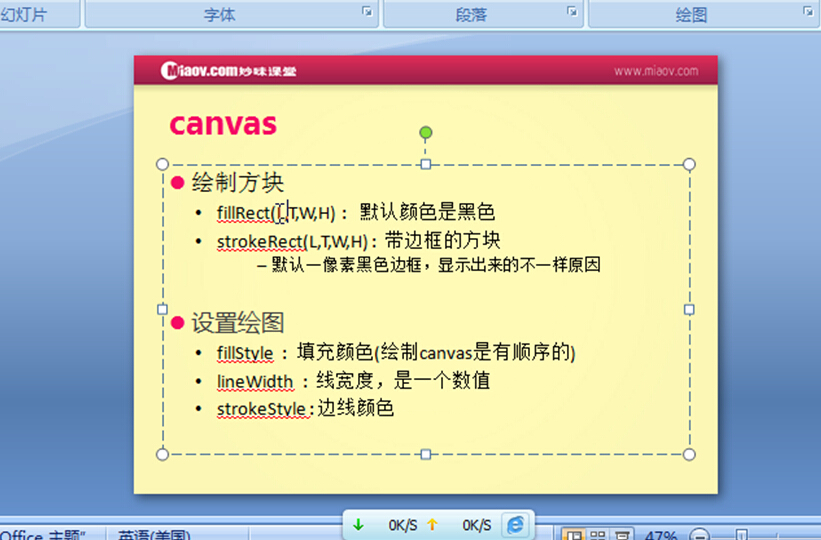 幻灯片 字体 段落 绘图
Miaov.com妙味课堂 www.miaov.com
canvas
绘制方块
• fillRect(L,T,W,H) : 默认颜色是黑色
• strokeRect(L,T,W,H) : 带边框的方块
– 默认一像素黑色边框，显示出来的不一样原因
设置绘图
• fillStyle : 填充颜色(绘制canvas是有顺序的)
• lineWidth : 线宽度，是一个数值
• strokeStyle:边线颜色
0K/S 0K/S
Office 主题" 英语(美国) 47%